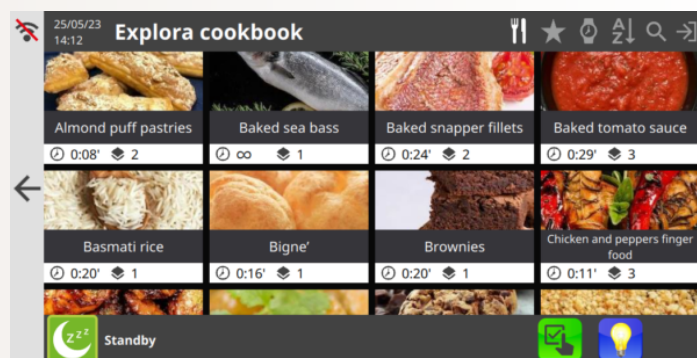 25/05/23
14:12
Explora cookbook
A
Z
Almond puff pastries
Baked sea bass
Baked snapper fillets
Baked tomato sauce
0:08' 2
∞ 1
0:24' 2
0:29' 3
Basmati rice
Bigne'
Brownies
Chicken and peppers finger
food
0:20' 1
0:16' 1
0:20' 1
0:11' 3
zzz
Standby